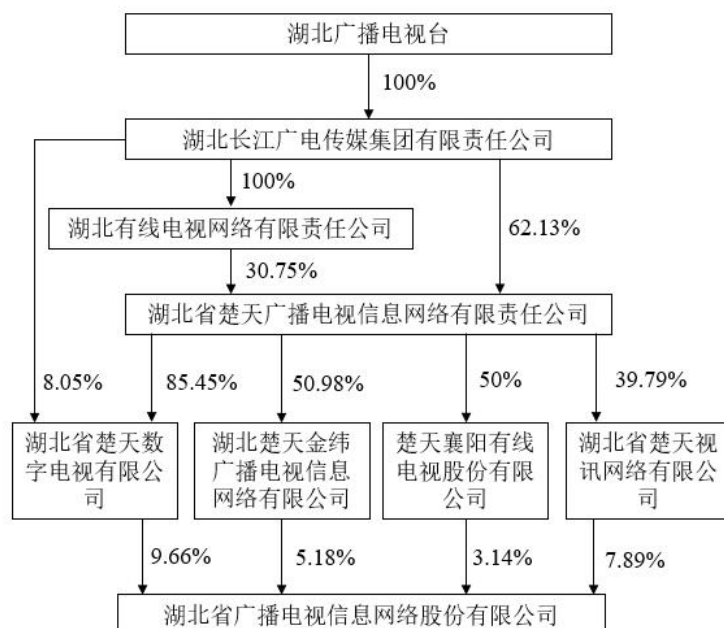 湖北广播电视台
100%
湖北长江广电传媒集团有限责任公司
100%
湖北有线电视网络有限责任公司
62.13%
30.75%
湖北省楚天广播电视信息网络有限责任公司
8.05%
85.45%
50.98%
50%
39.79%
湖北省楚天数
字电视有限公
司
湖北楚天金纬
广播电视信息
网络有限公司
楚天襄阳有线
电视股份有限
公司
湖北省楚天视
讯网络有限公
司
9.66%
5.18%
3.14%
7.89%
湖北省广播电视信息网络股份有限公司